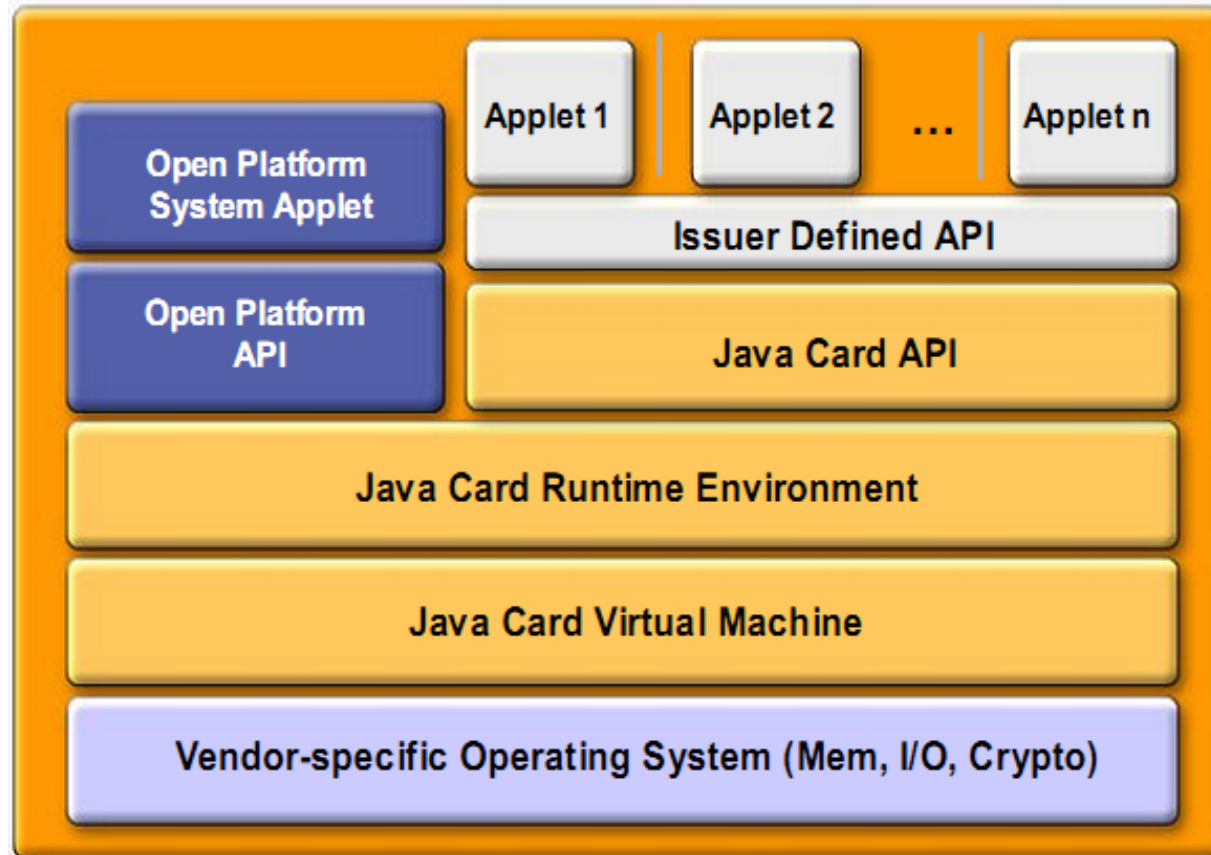 Applet 1
Applet 2
...
Applet n
Open Platform
System Applet
Issuer Defined API
Open Platform
API
Java Card API
Java Card Runtime Environment
Java Card Virtual Machine
Vendor-specific Operating System (Mem, I/O, Crypto)